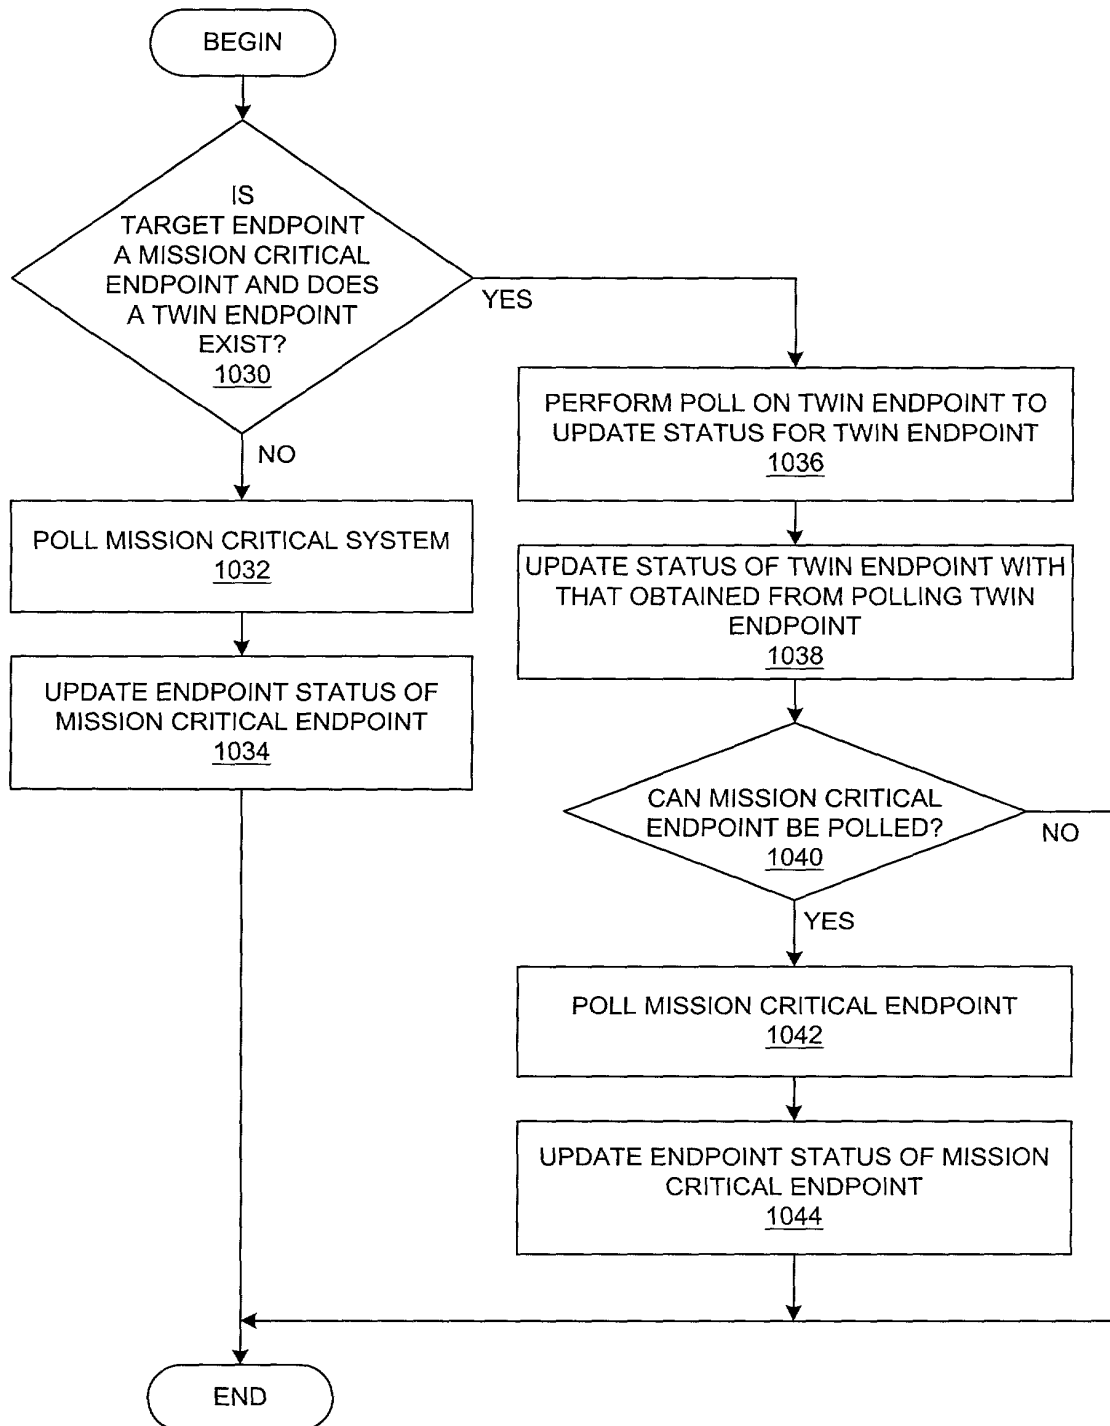 BEGIN
IS
TARGET ENDPOINT
A MISSION CRITICAL
ENDPOINT AND DOES
A TWIN ENDPOINT
EXIST?
1030
YES
NO
PERFORM POLL ON TWIN ENDPOINT TO
UPDATE STATUS FOR TWIN ENDPOINT
1036
POLL MISSION CRITICAL SYSTEM
1032
UPDATE STATUS OF TWIN ENDPOINT WITH
THAT OBTAINED FROM POLLING TWIN
ENDPOINT
1038
UPDATE ENDPOINT STATUS OF
MISSION CRITICAL ENDPOINT
1034
CAN MISSION CRITICAL
ENDPOINT BE POLLED?
1040
NO
YES
POLL MISSION CRITICAL ENDPOINT
1042
UPDATE ENDPOINT STATUS OF MISSION
CRITICAL ENDPOINT
1044
END